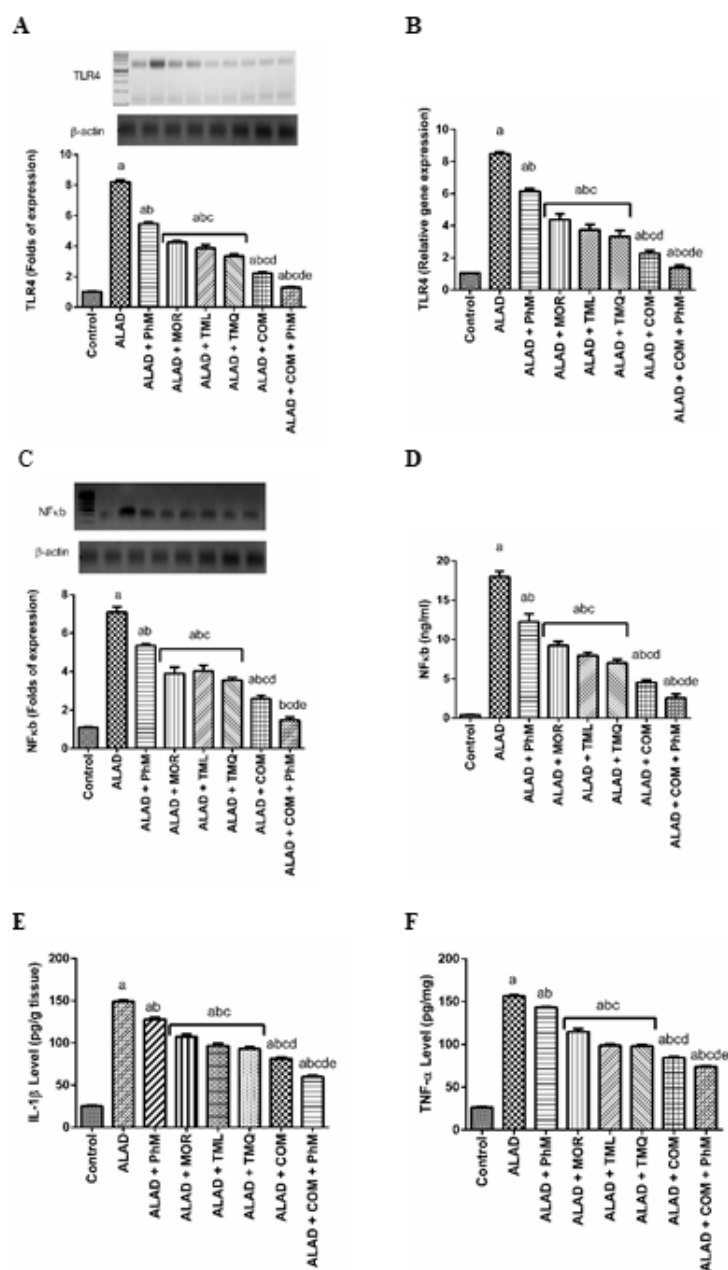 A
TLR4
β-actin
TLR4 (Folds of expression)
8
6
4
2
0
a
ab
abc
abcd
abcde
Control
ALAD
ALAD + PhM
ALAD + MOR
ALAD + TML
ALAD + TMQ
ALAD + COM
ALAD + COM + PhM
B
TLR4 (Relative gene expression)
10
8
6
4
2
0
a
ab
abc
abcd
abcde
Control
ALAD
ALAD + PhM
ALAD + MOR
ALAD + TML
ALAD + TMQ
ALAD + COM
ALAD + COM + PhM
C
NFκb
β-actin
NFκb (Folds of expression)
8
6
4
2
0
a
ab
abc
abcd
bcde
Control
ALAD
ALAD + PhM
ALAD + MOR
ALAD + TML
ALAD + TMQ
ALAD + COM
ALAD + COM + PhM
D
NFκb (ng/ml)
20
15
10
5
0
a
ab
abc
abcd
abcde
Control
ALAD
ALAD + PhM
ALAD + MOR
ALAD + TML
ALAD + TMQ
ALAD + COM
ALAD + COM + PhM
E
IL-1β Level (pg/g tissue)
200
150
100
50
0
a
ab
abc
abcd
abcde
Control
ALAD
ALAD + PhM
ALAD + MOR
ALAD + TML
ALAD + TMQ
ALAD + COM
ALAD + COM + PhM
F
TNF-α Level (pg/mg)
200
150
100
50
0
a
ab
abc
abcd
abcde
Control
ALAD
ALAD + PhM
ALAD + MOR
ALAD + TML
ALAD + TMQ
ALAD + COM
ALAD + COM + PhM